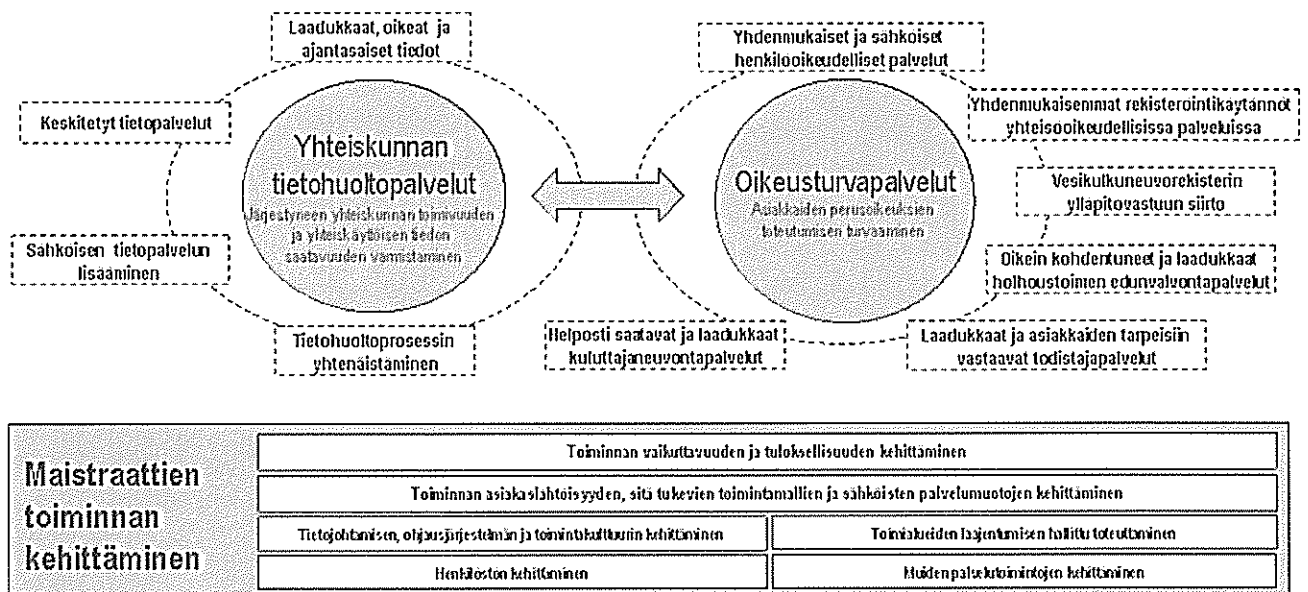 Laadukkaat, oikeat ja
ajantasaiset tiedot
Keskitetyt tietopalvelut
Yhteiskunnan
tietohuoltopalvelut
Järjestyneen yhteiskunnan toimivuuden
ja yhteiskäyttöisen tiedon
saatavuuden varmistaminen
Sähköisen tietopalvelun
lisääminen
Tietohuoltoprosessin
yhtenäistäminen
Yhdenmukaiset ja sähköiset
henkilöoikeudelliset palvelut
Yhdenmukaisemmat rekisteröintikäytännöt
yhteisöoikeudellisissa palveluissa
Oikeusturvapalvelut
Asiakkaiden perusoikeuksien
toteutumisen turvaaminen
Vesikulkuneuvorekisterin
ylläpitovastuun siirto
Oikein kohdentuneet ja laadukkaat
holhoustoimen edunvalvontapalvelut
Helposti saatavat ja laadukkaat
kuluttajaneuvontapalvelut
Laadukkaat ja asiakkaiden tarpeisiin
vastaavat todistajapalvelut
Maistraattien
toiminnan
kehittäminen
Toiminnan vaikuttavuuden ja tuloksellisuuden kehittäminen
Toiminnan asiakaslähtöisyyden, sitä tukevien toimintamallien ja sähköisten palvelumuotojen kehittäminen
Tietojohtamisen, ohjausjärjestelmän ja toimintakulttuurin kehittäminen
Toimialueiden laajentumisen hallittu toteuttaminen
Henkilöstön kehittäminen
Muiden palvelutoimintojen kehittäminen